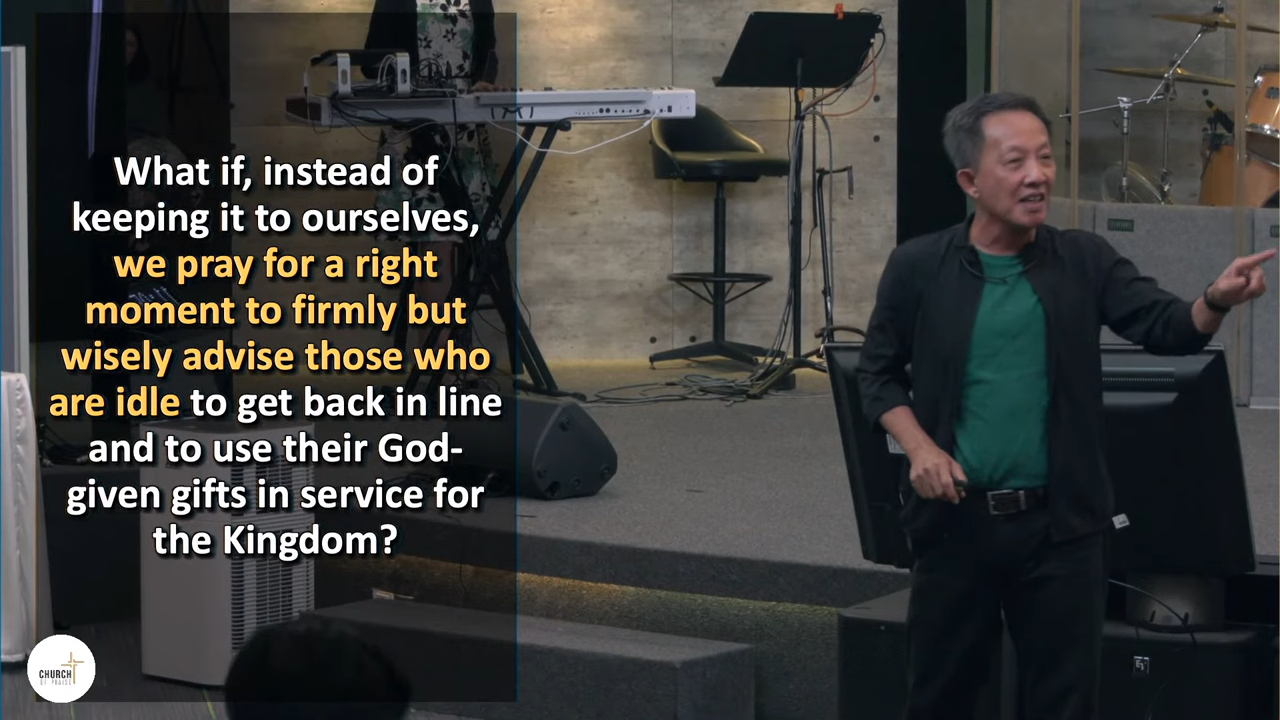 What if, instead of
keeping it to ourselves,
we pray for a right
moment to firmly but
wisely advise those who
are idle to get back in line
and to use their God-
given gifts in service for
the Kingdom?
CHURCH
OF PRAISE